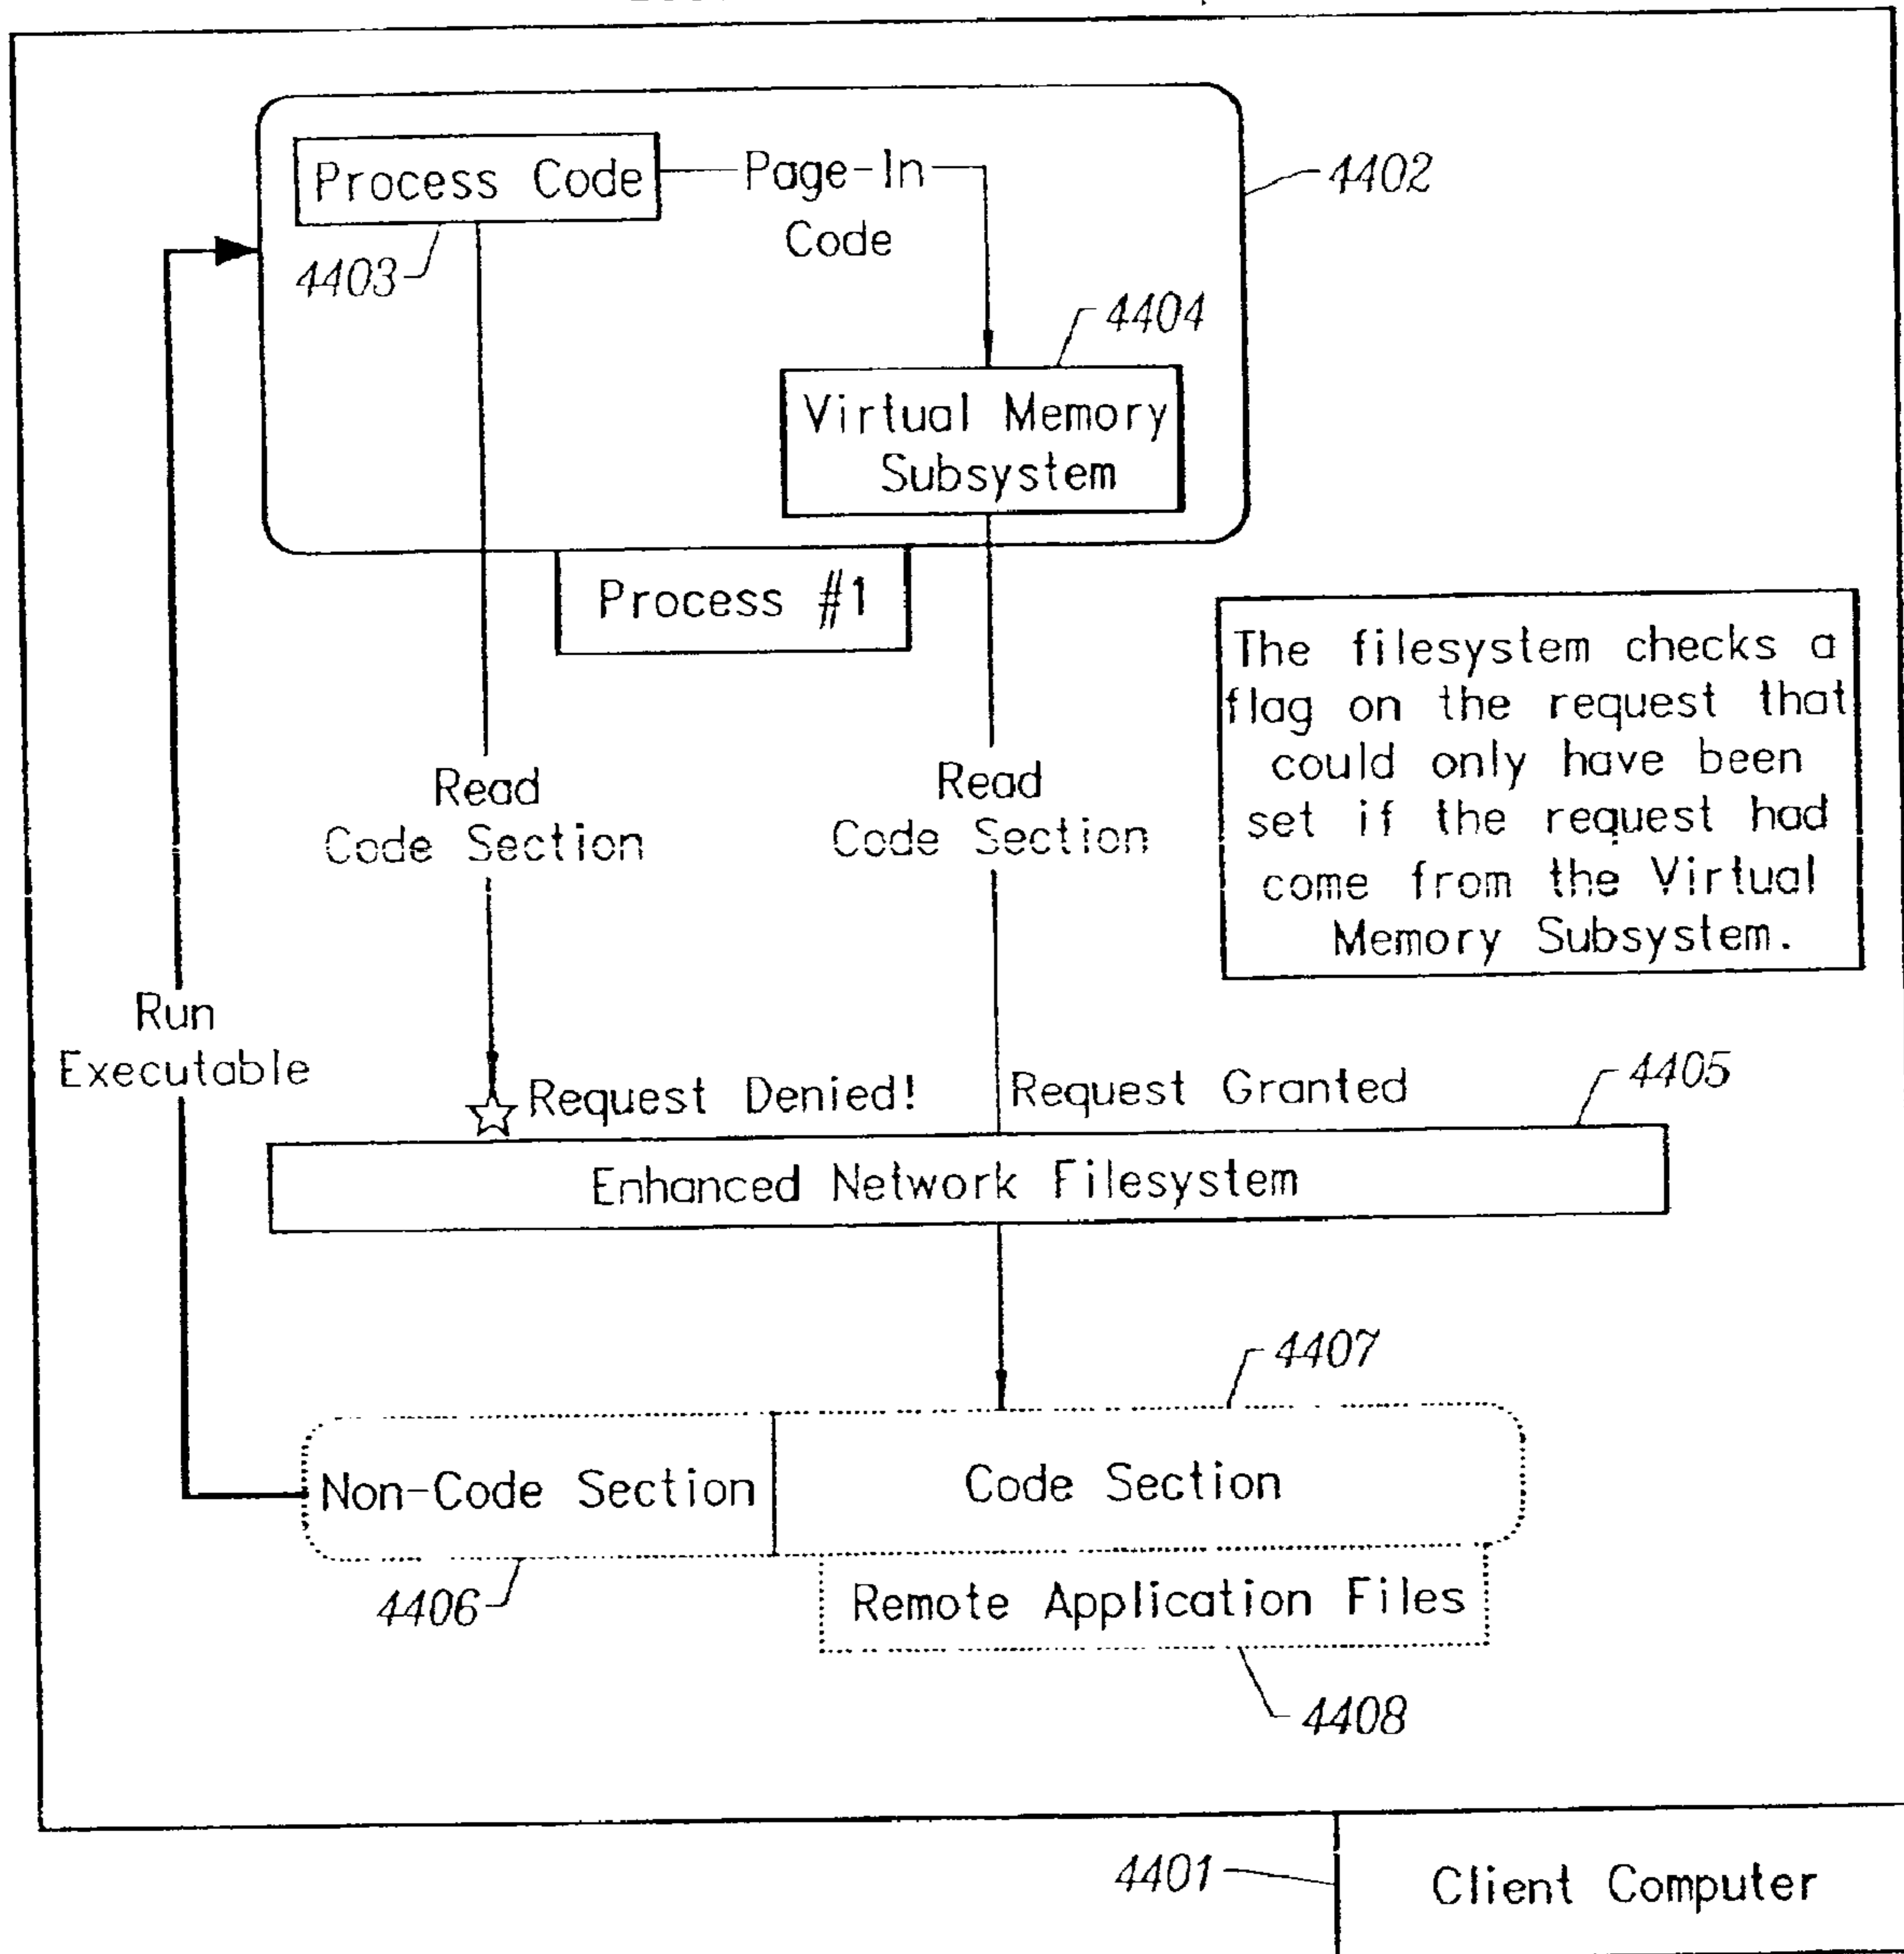 Process Code
Page-In
Code
4402
4403
4404
Virtual Memory
Subsystem
Process #1
The filesystem checks a
flag on the request that
could only have been
set if the request had
come from the Virtual
Memory Subsystem.
Read
Code Section
Read
Code Section
Run
Executable
Request Denied!
Request Granted
4405
Enhanced Network Filesystem
4407
Non-Code Section
Code Section
4406
Remote Application Files
4408
4401
Client Computer